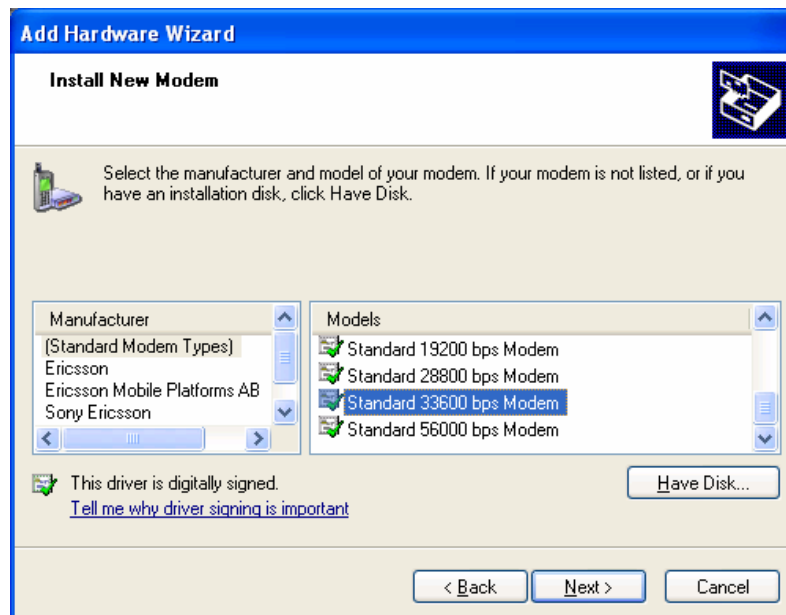 Add Hardware Wizard
Install New Modem
Select the manufacturer and model of your modem. If your modem is not listed, or if you
have an installation disk, click Have Disk.
Manufacturer
(Standard Modem Types)
Ericsson
Ericsson Mobile Platforms AB
Sony Ericsson
Models
Standard 19200 bps Modem
Standard 28800 bps Modem
Standard 33600 bps Modem
Standard 56000 bps Modem
This driver is digitally signed.
Tell me why driver signing is important
Have Disk...
< Back
Next >
Cancel